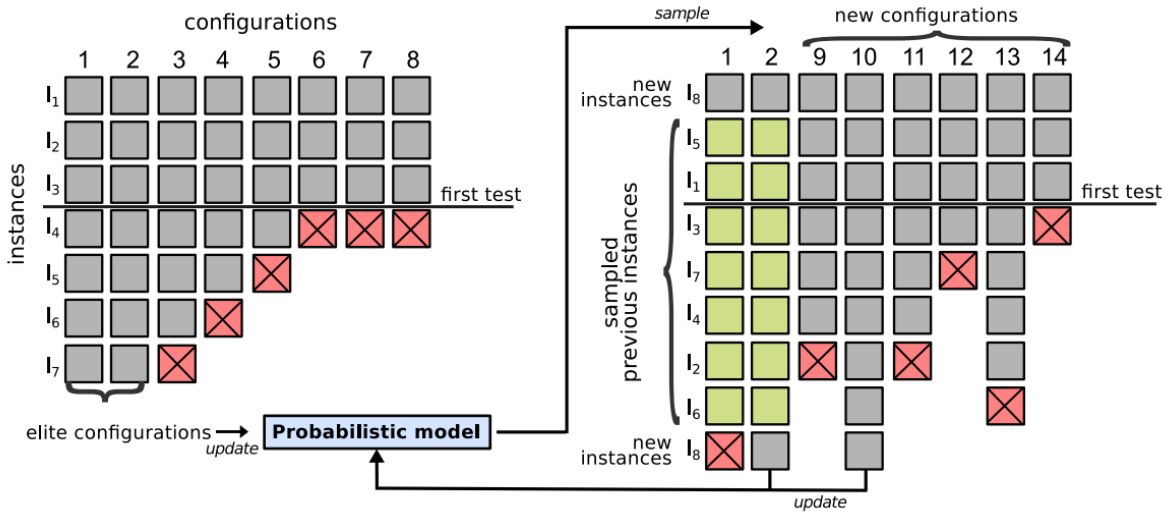 sample
configurations
new configurations
1 2 3 4 5 6 7 8
1 2 9 10 11 12 13 14
I1
I2
I3
first test
I4
I5
I6
I7
instances
new
instances
I8
I5
I1
first test
I3
I7
I4
I2
I6
sampled
previous instances
new
instances
I8
elite configurations
update
Probabilistic model
update